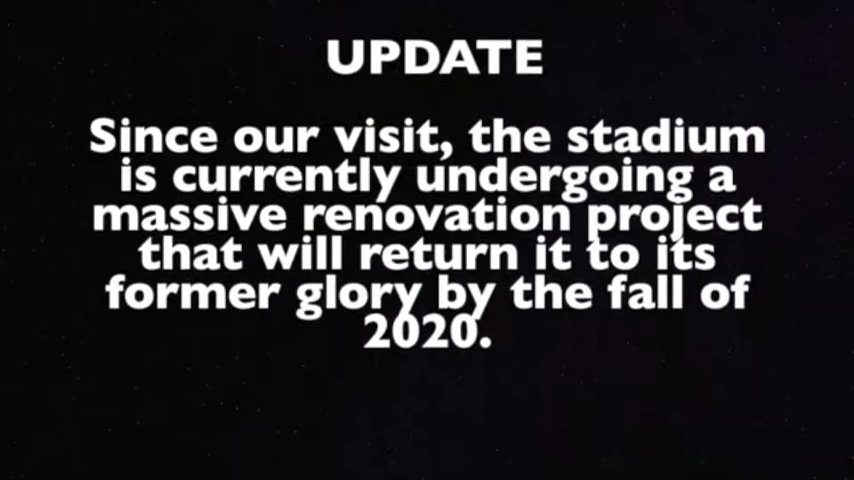 UPDATE
Since our visit, the stadium
is currently undergoing a
massive renovation project
that will return it to its
former glory by the fall of
2020.